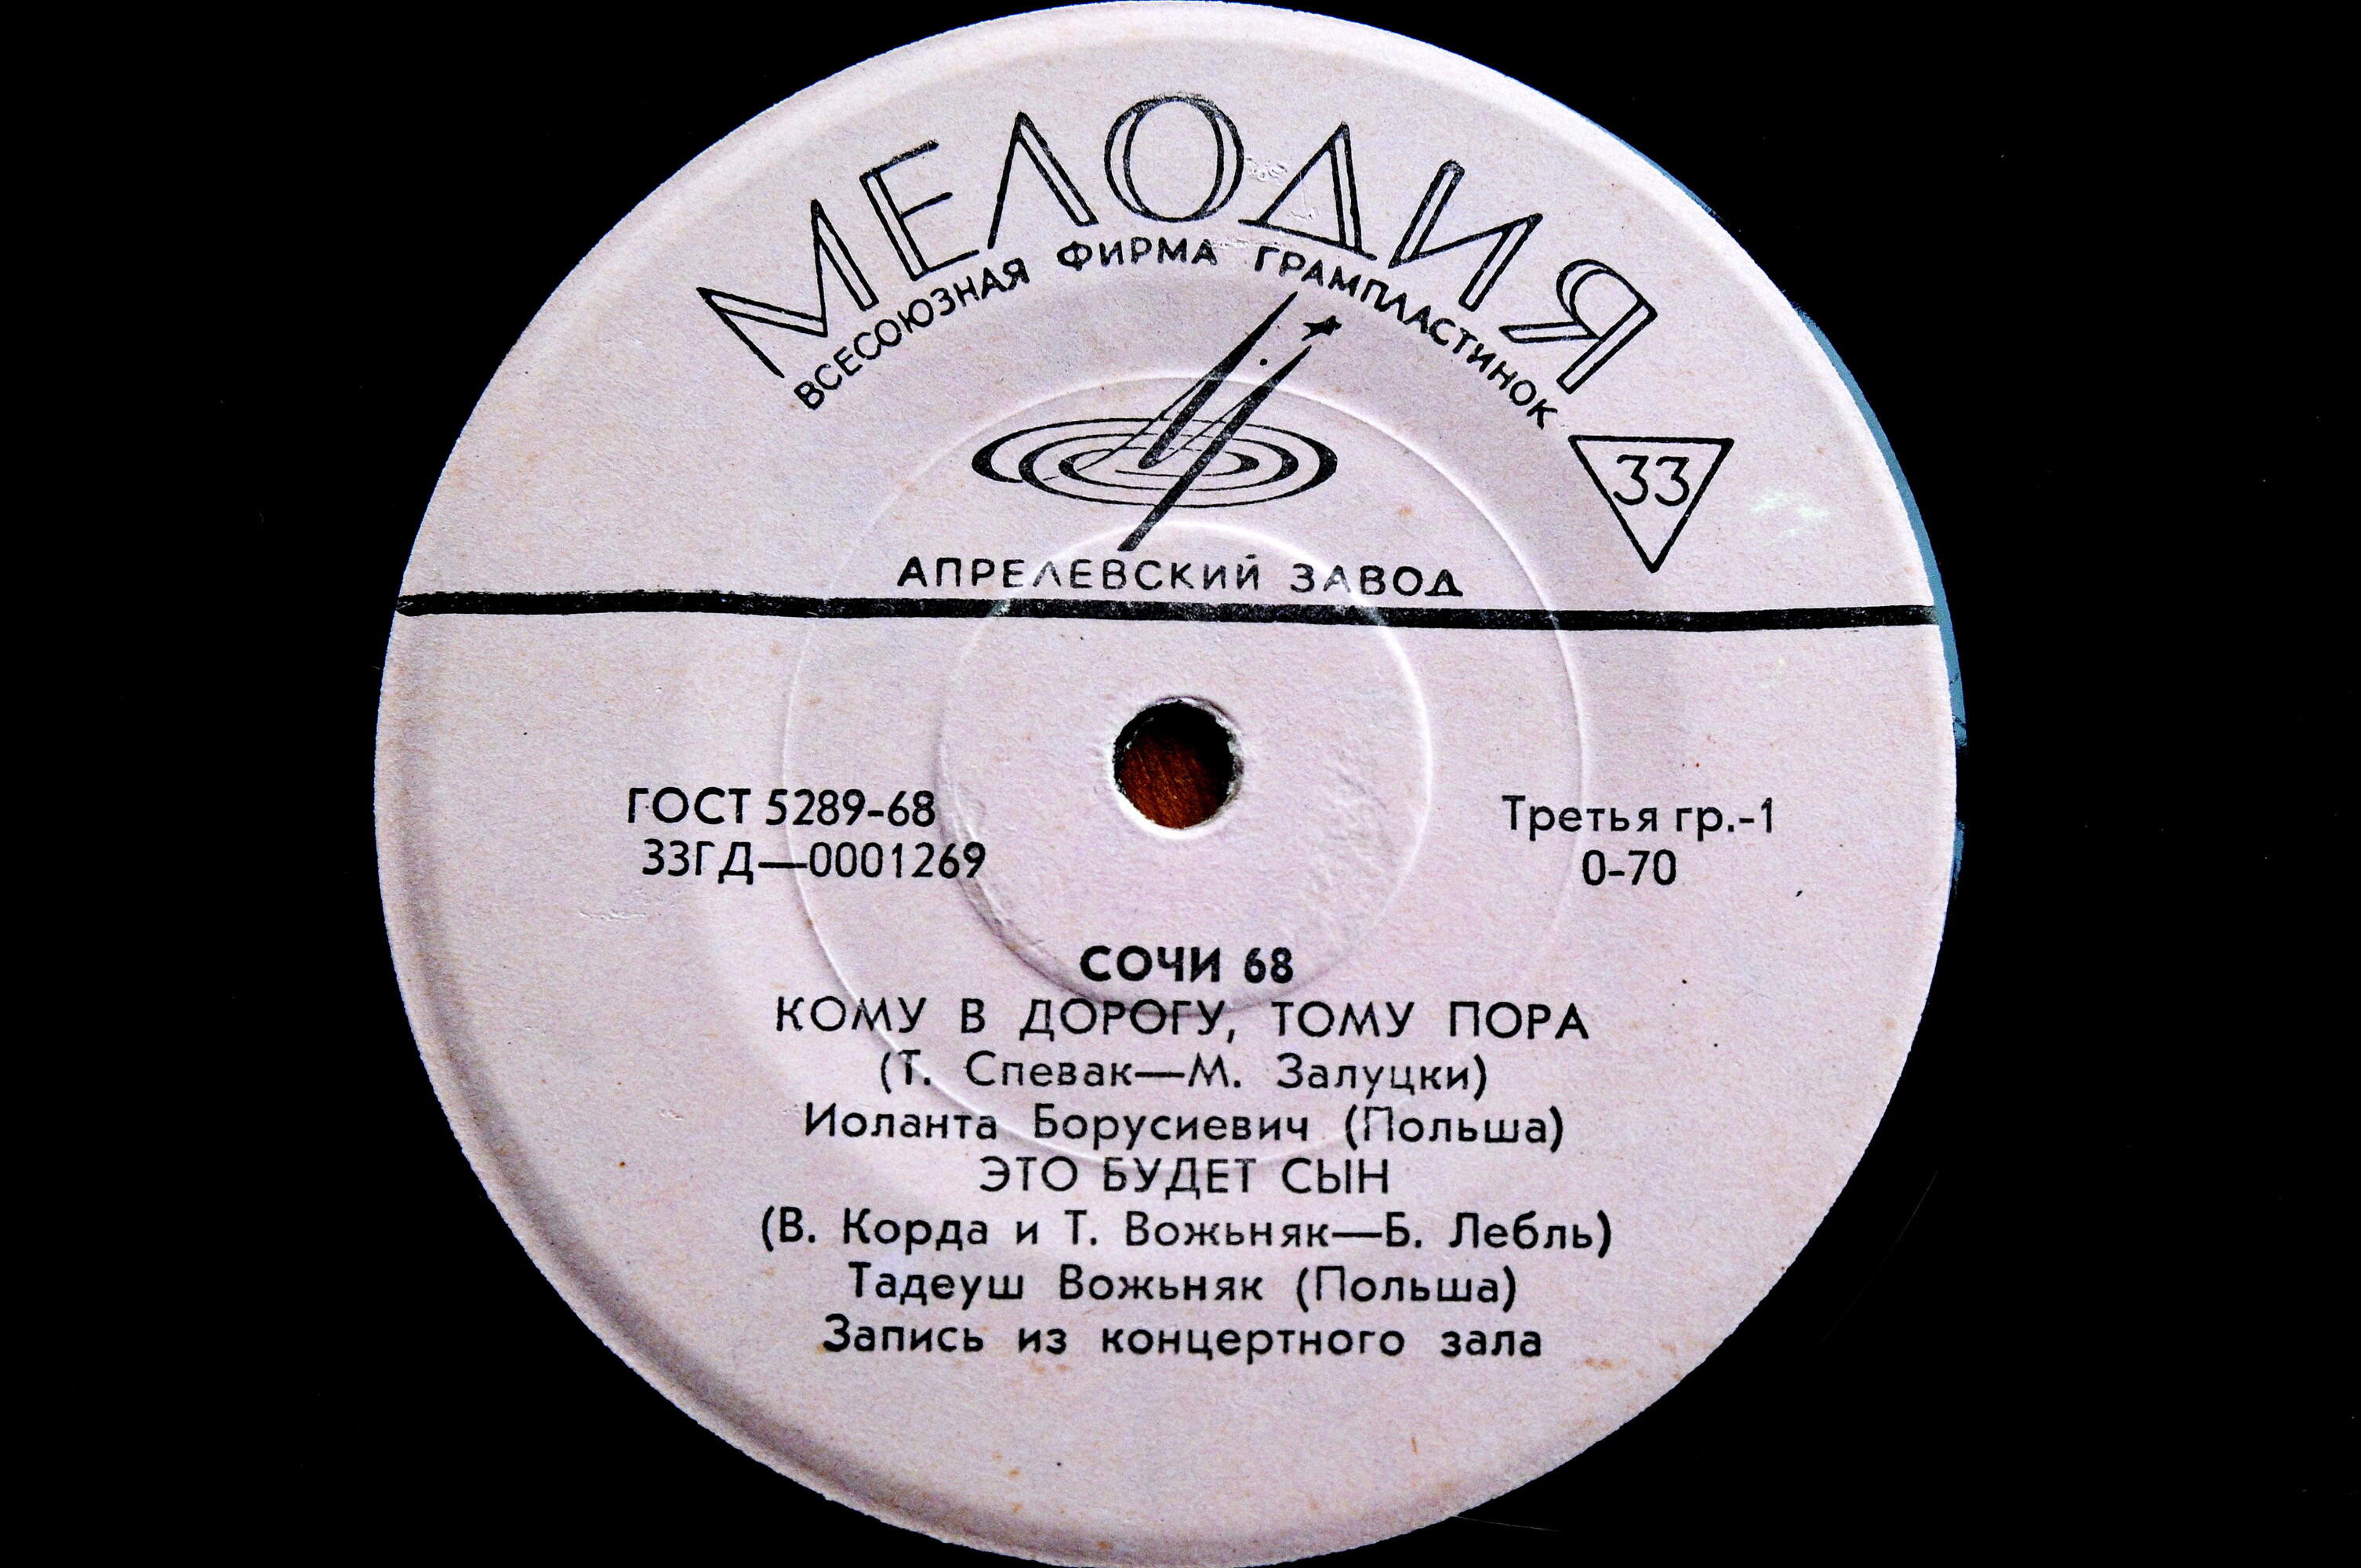 МЕЛОДИЯ
ВСЕСОЮЗНАЯ ФИРМА ГРАМПЛАСТИНОК
33
АПРЕЛЕВСКИЙ ЗАВОД
ГОСТ 5289-68
33ГД—0001269
Третья гр.-1
0-70
СОЧИ 68
КОМУ В ДОРОГУ, ТОМУ ПОРА
(Т. Спевак—М. Залуцки)
Иоланта Борусиевич (Польша)
ЭТО БУДЕТ СЫН
(В. Корда и Т. Вожьняк—Б. Лебль)
Тадеуш Вожьняк (Польша)
Запись из концертного зала